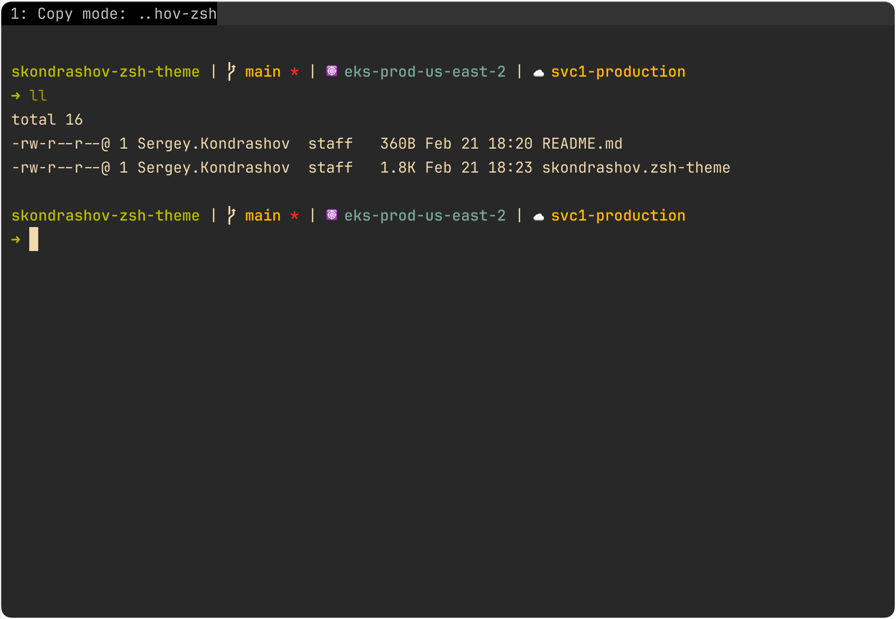 1: Copy mode: ..hov-zsh
skondrashov-zsh-theme | main * | eks-prod-us-east-2 | svc1-production
→ ll
total 16
-rw-r--r--@ 1 Sergey.Kondrashov  staff   360B Feb 21 18:20 README.md
-rw-r--r--@ 1 Sergey.Kondrashov  staff   1.8K Feb 21 18:23 skondrashov.zsh-theme
skondrashov-zsh-theme | main * | eks-prod-us-east-2 | svc1-production
→